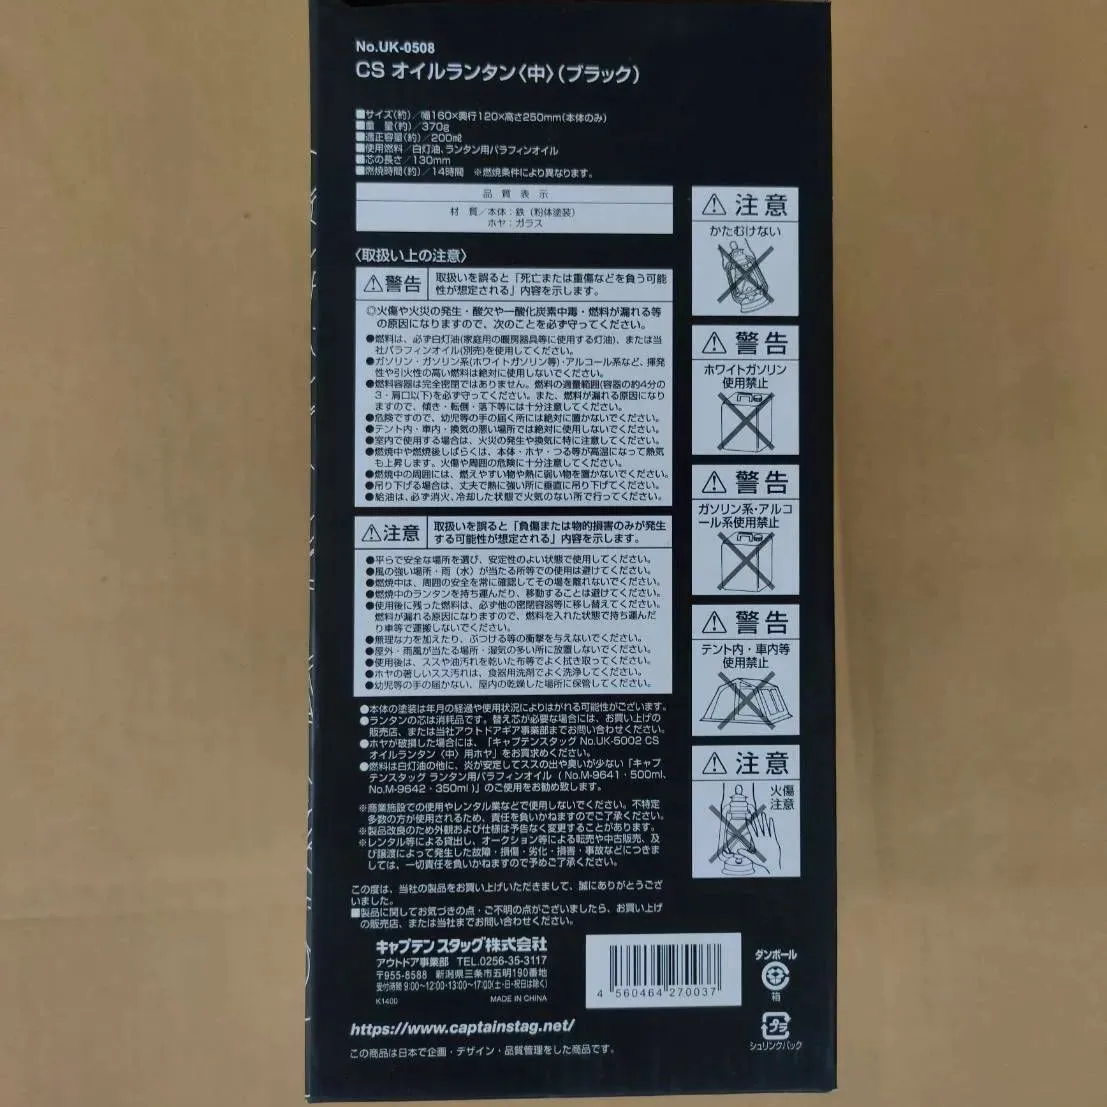 No.UK-0508
CS オイルランタン〈中〉(ブラック)
■サイズ(約)/幅160×奥行120×高さ250mm(本体のみ)
■重 量(約)/370g
■適正容量(約)/200mℓ
■使用燃料/白灯油、ランタン用パラフィンオイル
■芯の長さ/130mm
■燃焼時間(約)/14時間 ※燃焼条件により異なります。
品 質 表 示
材 質/本体:鉄(粉体塗装)
ホヤ:ガラス
〈取扱い上の注意〉
⚠警告
取扱いを誤ると「死亡または重傷などを負う可能
性が想定される」内容を示します。
◎火傷や火災の発生・酸欠や一酸化炭素中毒・燃料が漏れる等
の原因になりますので、次のことを必ず守ってください。
●燃料は、必ず白灯油(家庭用の暖房器具等に使用する灯油)、または当
社パラフィンオイル(別売)を使用してください。
●ガソリン・ガソリン系(ホワイトガソリン等)・アルコール系など、揮発
性や引火性の高い燃料は絶対に使用しないでください。
●燃料容器は完全密閉ではありません。燃料の適量範囲(容器の約4分の
3・肩口以下)を必ず守ってください。また、燃料が漏れる原因になり
ますので、傾き・転倒・落下等には十分注意してください。
●危険ですので、幼児等の手の届く所には絶対に置かないでください。
●テント内・車内・換気の悪い場所では絶対に使用しないでください。
●室内で使用する場合は、火災の発生や換気に特に注意してください。
●燃焼中や燃焼後しばらくは、本体・ホヤ・つる等が高温になって熱気
も上昇します。火傷や周囲の危険に十分注意してください。
●燃焼中の周囲には、燃えやすい物や熱に弱い物を置かないでください。
●吊り下げる場合は、丈夫で熱に強い所に垂直に吊り下げてください。
●給油は、必ず消火、冷却した状態で火気のない所で行ってください。
⚠注意
取扱いを誤ると「負傷または物的損害のみが発生
する可能性が想定される」内容を示します。
●平らで安全な場所を選び、安定性のよい状態で使用してください。
●風の強い場所・雨(水)が当たる所等での使用は避けてください。
●燃焼中は、周囲の安全を常に確認してその場を離れないでください。
●燃焼中のランタンを持ち運んだり、移動することは避けてください。
●使用後に残った燃料は、必ず他の密閉容器等に移し替えてください。
燃料が漏れる原因になりますので、燃料を入れた状態で持ち運んだ
り車等で運搬しないでください。
●無理な力を加えたり、ぶつける等の衝撃を与えないでください。
●屋外・雨風が当たる場所・湿気の多い所に放置しないでください。
●使用後は、ススや油汚れを乾いた布等でよく拭き取ってください。
●ホヤの著しいスス汚れは、食器用洗剤でよく洗浄してください。
●幼児等の手の届かない、屋内の乾燥した場所に保管してください。
●本体の塗装は年月の経過や使用状況によりはがれる可能性がございます。
●ランタンの芯は消耗品です。替え芯が必要な場合には、お買い上げの
販売店、または当社アウトドアギア事業部までお問い合わせください。
●ホヤが破損した場合には、「キャプテンスタッグ No.UK-5002 CS
オイルランタン〈中〉用ホヤ」をお買求めください。
●燃料は白灯油の他に、炎が安定してススの出や臭いが少ない「キャプ
テンスタッグ ランタン用パラフィンオイル(No.M-9641・500mℓ、
No.M-9642・350mℓ)」のご使用をお勧め致します。
※商業施設での使用やレンタル業などで使用しないでください。不特定
多数の方が使用されるため、責任を負いかねますのでご了承ください。
※製品改良のため外観および仕様は予告なく変更することがあります。
※レンタル等による貸出し、オークション等による転売や中古販売、及
び譲渡によって発生した故障・損傷・劣化・損害・事故などにつきま
しては、一切責任を負いかねますので予めご了承ください。
この度は、当社の製品をお買い上げいただきまして、誠にありがとうござ
いました。
■製品に関してお気づきの点・ご不明の点がございましたら、お買い上げ
の販売店、または当社までお問い合わせください。
キャプテンスタッグ株式会社
アウトドア事業部 TEL.0256-35-3117
〒955-8588 新潟県三条市五明190番地
受付時間 9:00~12:00・13:00~17:00(土・日・祝日は除く)
K1400 MADE IN CHINA
https://www.captainstag.net/
この商品は日本で企画・デザイン・品質管理をした商品です。
⚠注意
かたむけない
⚠警告
ホワイトガソリン
使用禁止
⚠警告
ガソリン系・アルコ
ール系使用禁止
⚠警告
テント内・車内等
使用禁止
⚠注意
火傷
注意
4 560464 270037
ダンボール
箱
プラ
シュリンクパック